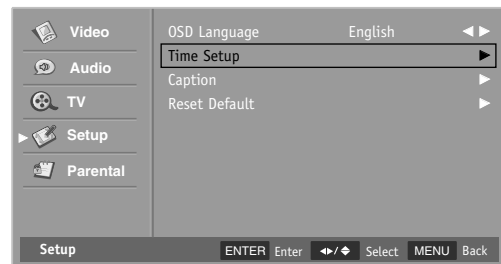 Video
Audio
TV
Setup
Parental
OSD Language English
Time Setup
Caption
Reset Default
Setup ENTER Enter Select MENU Back